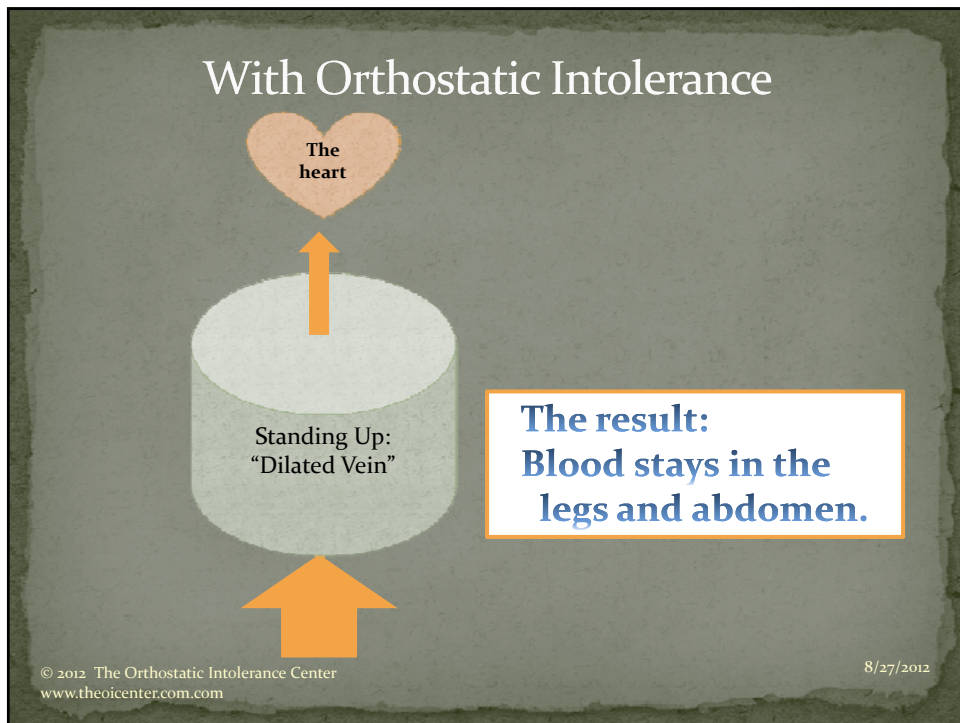 With Orthostatic Intolerance
The
heart
Standing Up:
“Dilated Vein”
The result:
Blood stays in the
legs and abdomen.
© 2012 The Orthostatic Intolerance Center
www.theoicenter.com.com
8/27/2012